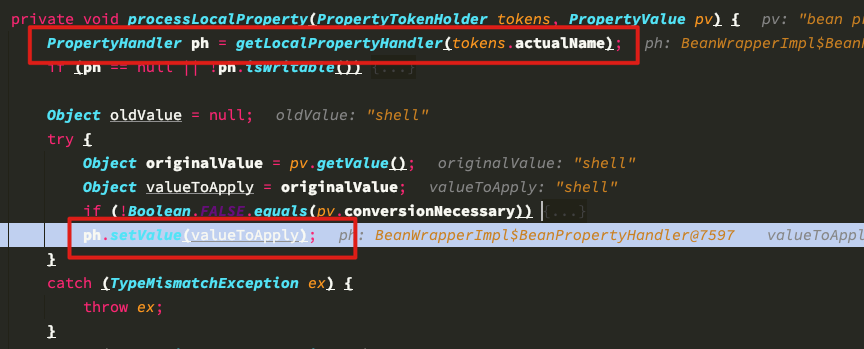 private void processLocalProperty(PropertyTokenHolder tokens, PropertyValue pv) { pv: "bean p
PropertyHandler ph = getLocalPropertyHandler(tokens.actualName); ph: BeanWrapperImpl$Bean
if (ph == null || !ph.isWritable()) {...}
Object oldValue = null; oldValue: "shell"
try {
Object originalValue = pv.getValue(); originalValue: "shell"
Object valueToApply = originalValue; valueToApply: "shell"
if (!Boolean.FALSE.equals(pv.conversionNecessary)) {...}
ph.setValue(valueToApply); ph: BeanWrapperImpl$BeanPropertyHandler@7597 valueToAppl
}
catch (TypeMismatchException ex) {
throw ex;
}